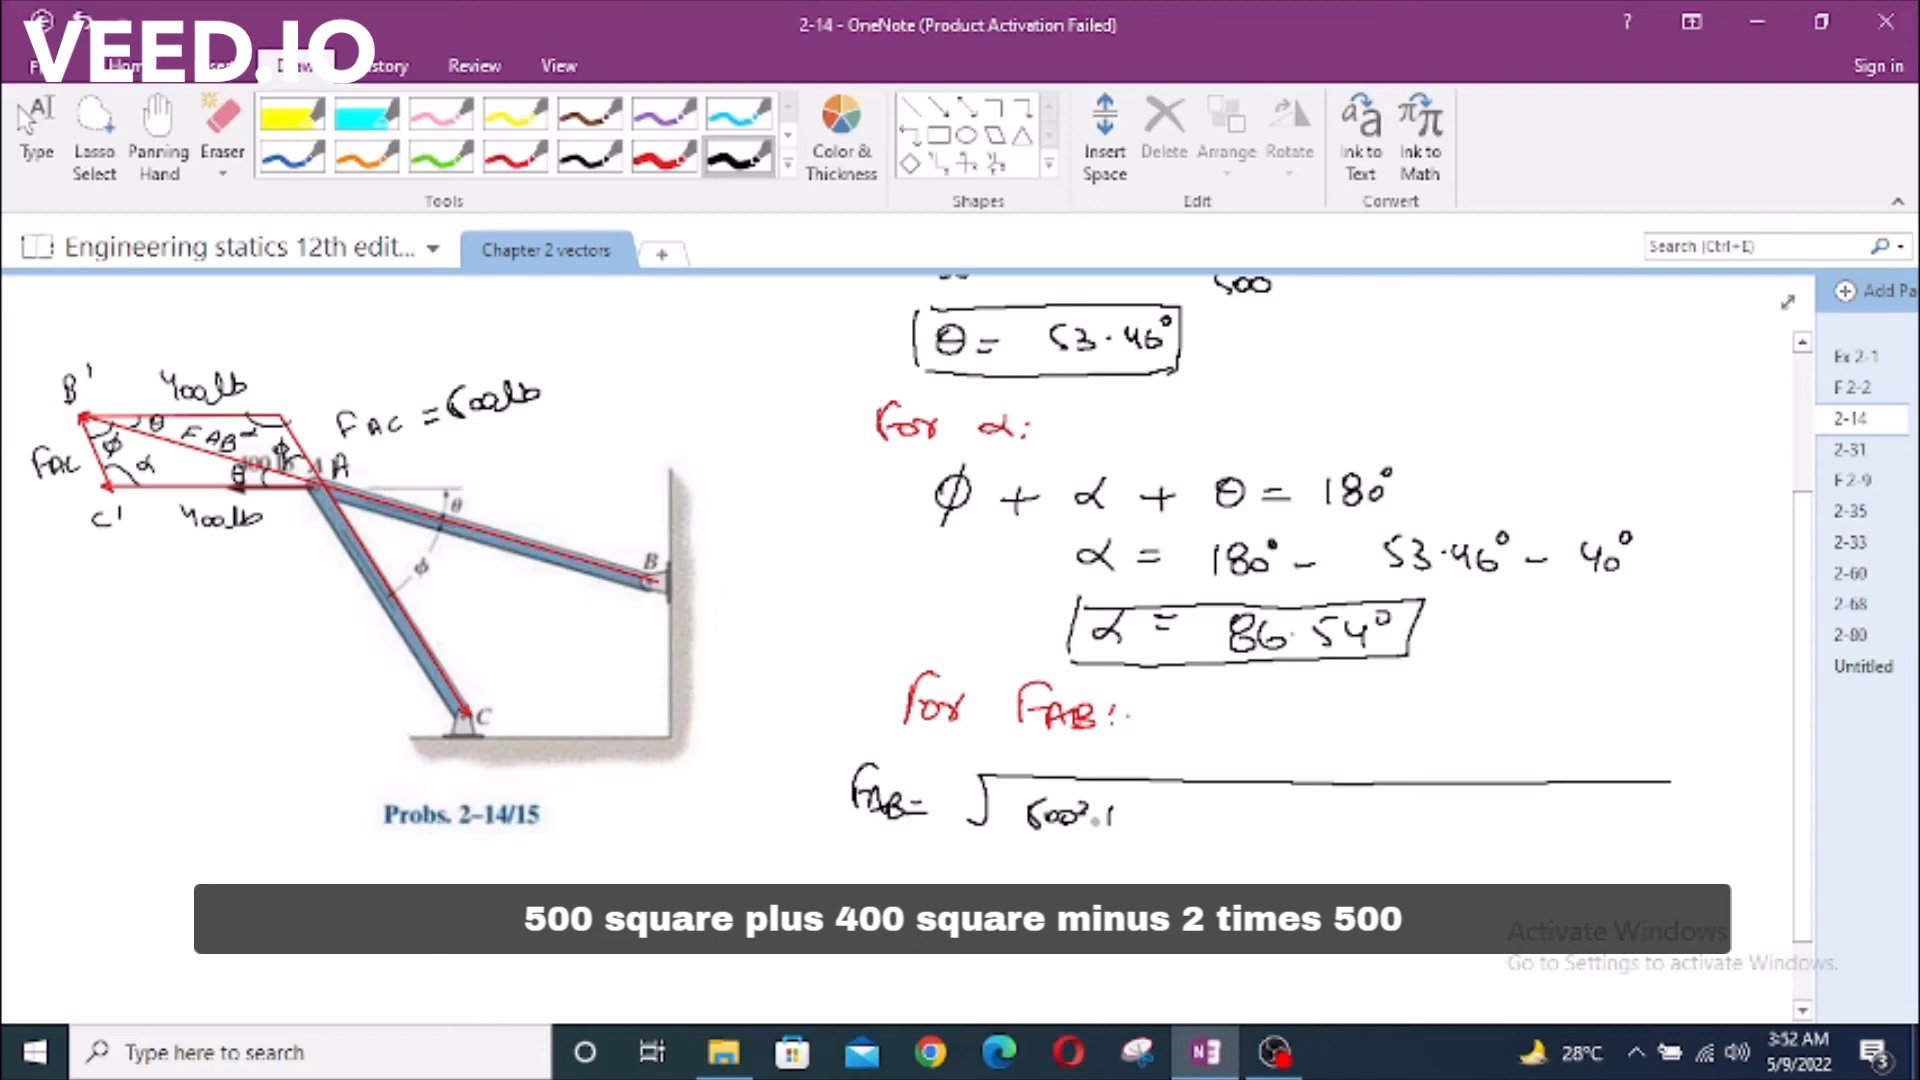 VEED.IO
2-14 - OneNote (Product Activation Failed)
?
Review
View
Sign in
Type
Lasso Select
Panning Hand
Eraser
Color & Thickness
Insert Space
Delete
Arrange
Rotate
Ink to Text
Ink to Math
Tools
Shapes
Edit
Convert
Engineering statics 12th edit...
Chapter 2 vectors
Search (Ctrl+E)
Add Pa
Ex 2-1
F 2-2
2-14
2-31
F 2-9
2-35
2-33
2-60
2-68
2-80
Untitled
500
θ = 53.46°
For α:
ϕ + α + θ = 180°
α = 180° - 53.46° - 40°
α = 86.54°
For FAB:
FAB = √ 500².
B'
400lb
FAC = 500lb
θ
ϕ
FAB
α
ϕ
FAC
α
θ
A
C'
400lb
θ
ϕ
B
C
Probs. 2–14/15
500 square plus 400 square minus 2 times 500
Activate Windows
Go to Settings to activate Windows.
Type here to search
28°C
3:52 AM
5/9/2022
3